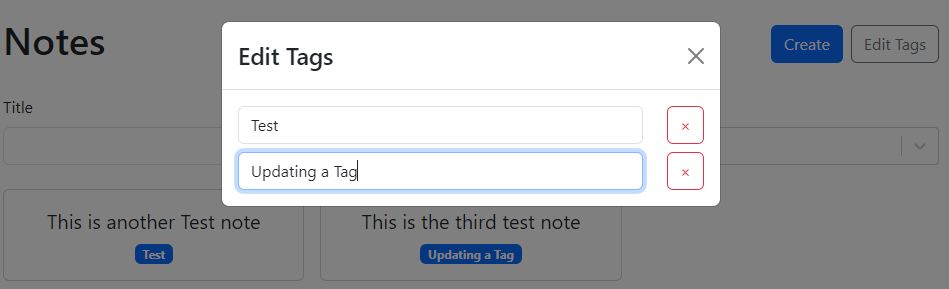 Notes
Create
Edit Tags
Title
Edit Tags
Test
×
Updating a Tag
×
This is another Test note
Test
This is the third test note
Updating a Tag